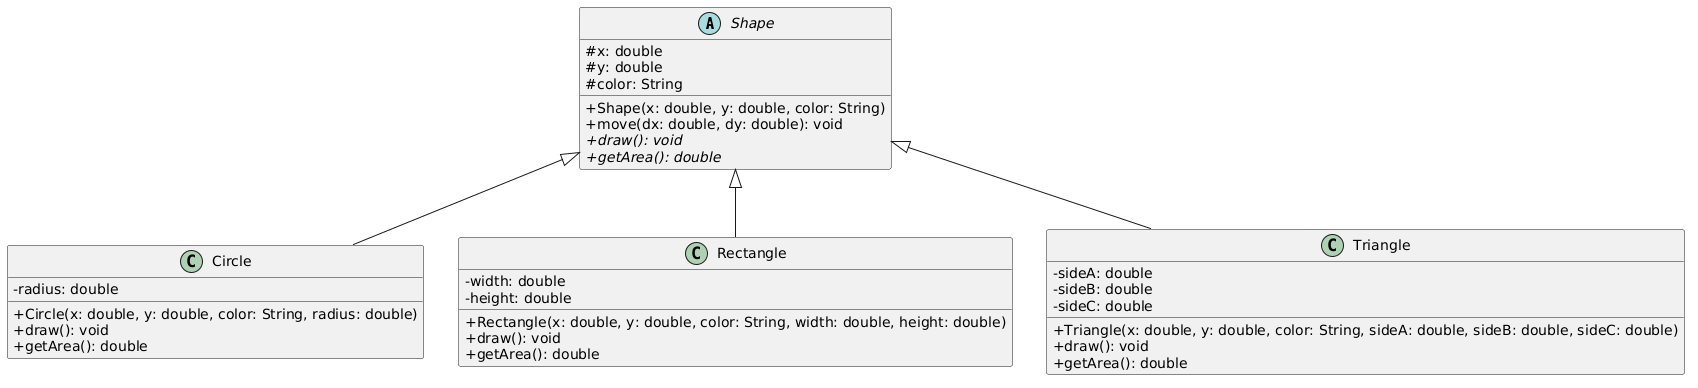 A Shape
#x: double
#y: double
#color: String
+Shape(x: double, y: double, color: String)
+move(dx: double, dy: double): void
+draw(): void
+getArea(): double
C Circle
-radius: double
+Circle(x: double, y: double, color: String, radius: double)
+draw(): void
+getArea(): double
C Rectangle
-width: double
-height: double
+Rectangle(x: double, y: double, color: String, width: double, height: double)
+draw(): void
+getArea(): double
C Triangle
-sideA: double
-sideB: double
-sideC: double
+Triangle(x: double, y: double, color: String, sideA: double, sideB: double, sideC: double)
+draw(): void
+getArea(): double